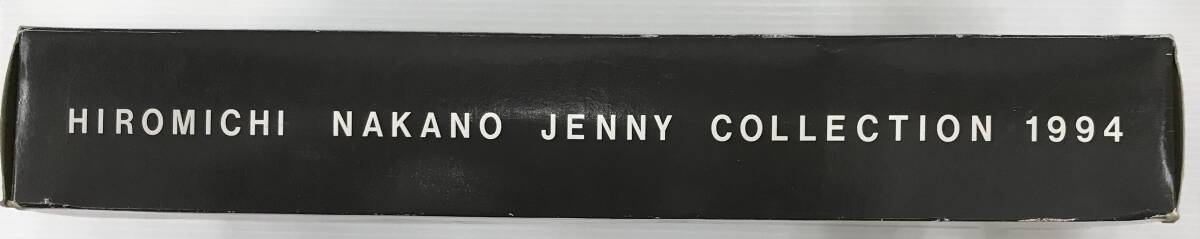 HIROMICHI NAKANO JENNY COLLECTION 1994